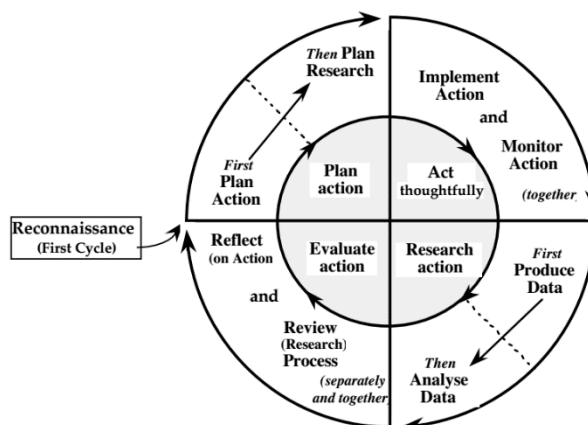 Then Plan
Research
First
Plan
Action
Implement
Action
and
Monitor
Action
(together,
Plan
action
Act
thoughtfully
Reconnaissance
(First Cycle)
Reflect
(on Action
and
Review
(Research)
Process
(separately
and together,
Evaluate
action
Research
action
First
Produce
Data
Then
Analyse
Data